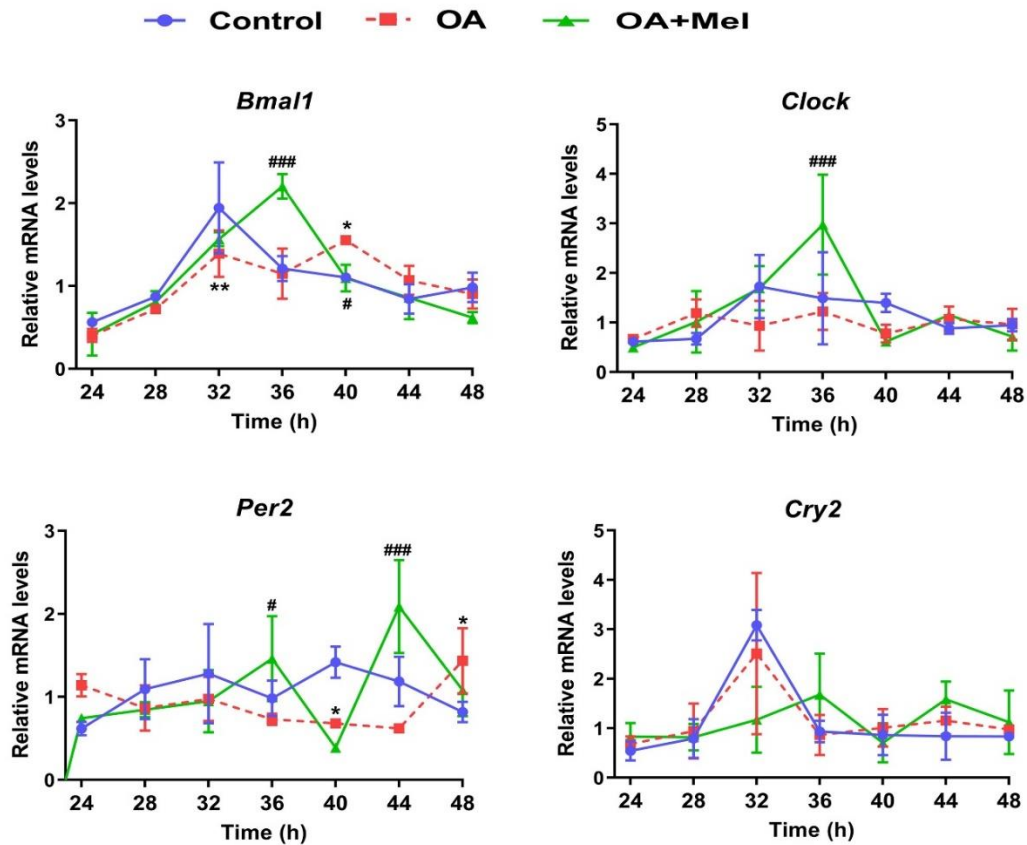 Control OA OA+Mel
Bmal1
Relative mRNA levels
3
2
1
0
###
*
**
#
24 28 32 36 40 44 48
Time (h)
Clock
Relative mRNA levels
5
4
3
2
1
0
###
24 28 32 36 40 44 48
Time (h)
Per2
Relative mRNA levels
3
2
1
0
###
#
*
*
24 28 32 36 40 44 48
Time (h)
Cry2
Relative mRNA levels
5
4
3
2
1
0
24 28 32 36 40 44 48
Time (h)